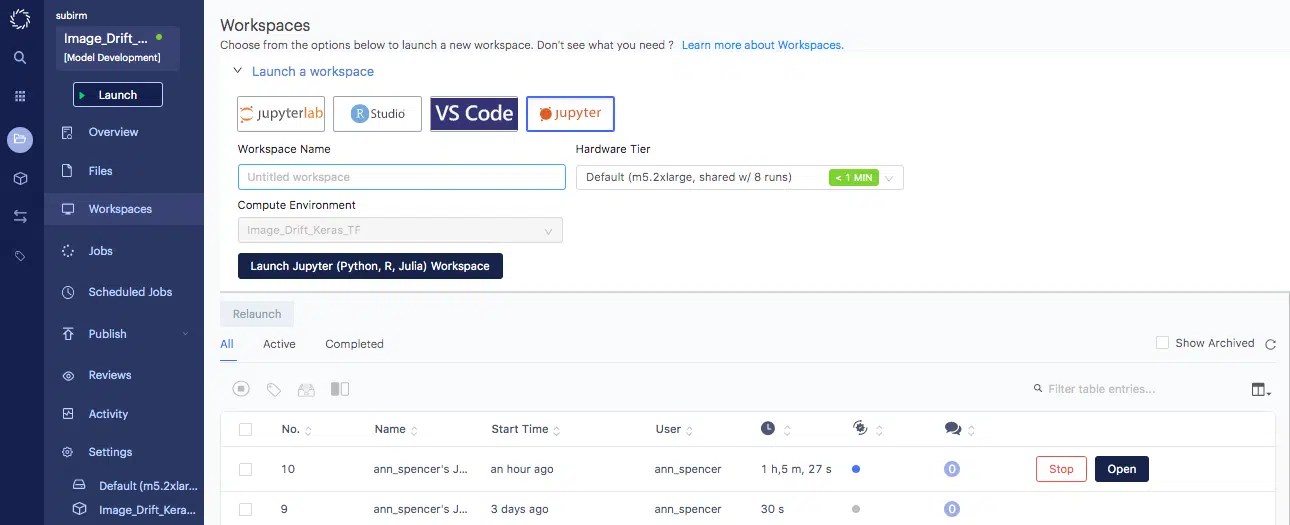 subirm
Image_Drift_...
[Model Development]
Launch
Overview
Files
Workspaces
Jobs
Scheduled Jobs
Publish
Reviews
Activity
Settings
Default (m5.2xlar...
Image_Drift_Kera...
Workspaces
Choose from the options below to launch a new workspace. Don't see what you need ? Learn more about Workspaces.
Launch a workspace
jupyterlab R Studio VS Code jupyter
Workspace Name Hardware Tier
Untitled workspace Default (m5.2xlarge, shared w/ 8 runs) < 1 MIN
Compute Environment
Image_Drift_Keras_TF
Launch Jupyter (Python, R, Julia) Workspace
Relaunch
All Active Completed Show Archived
Filter table entries...
No. Name Start Time User
10 ann_spencer's J... an hour ago ann_spencer 1 h,5 m, 27 s 0 Stop Open
9 ann_spencer's J... 3 days ago ann_spencer 30 s 0